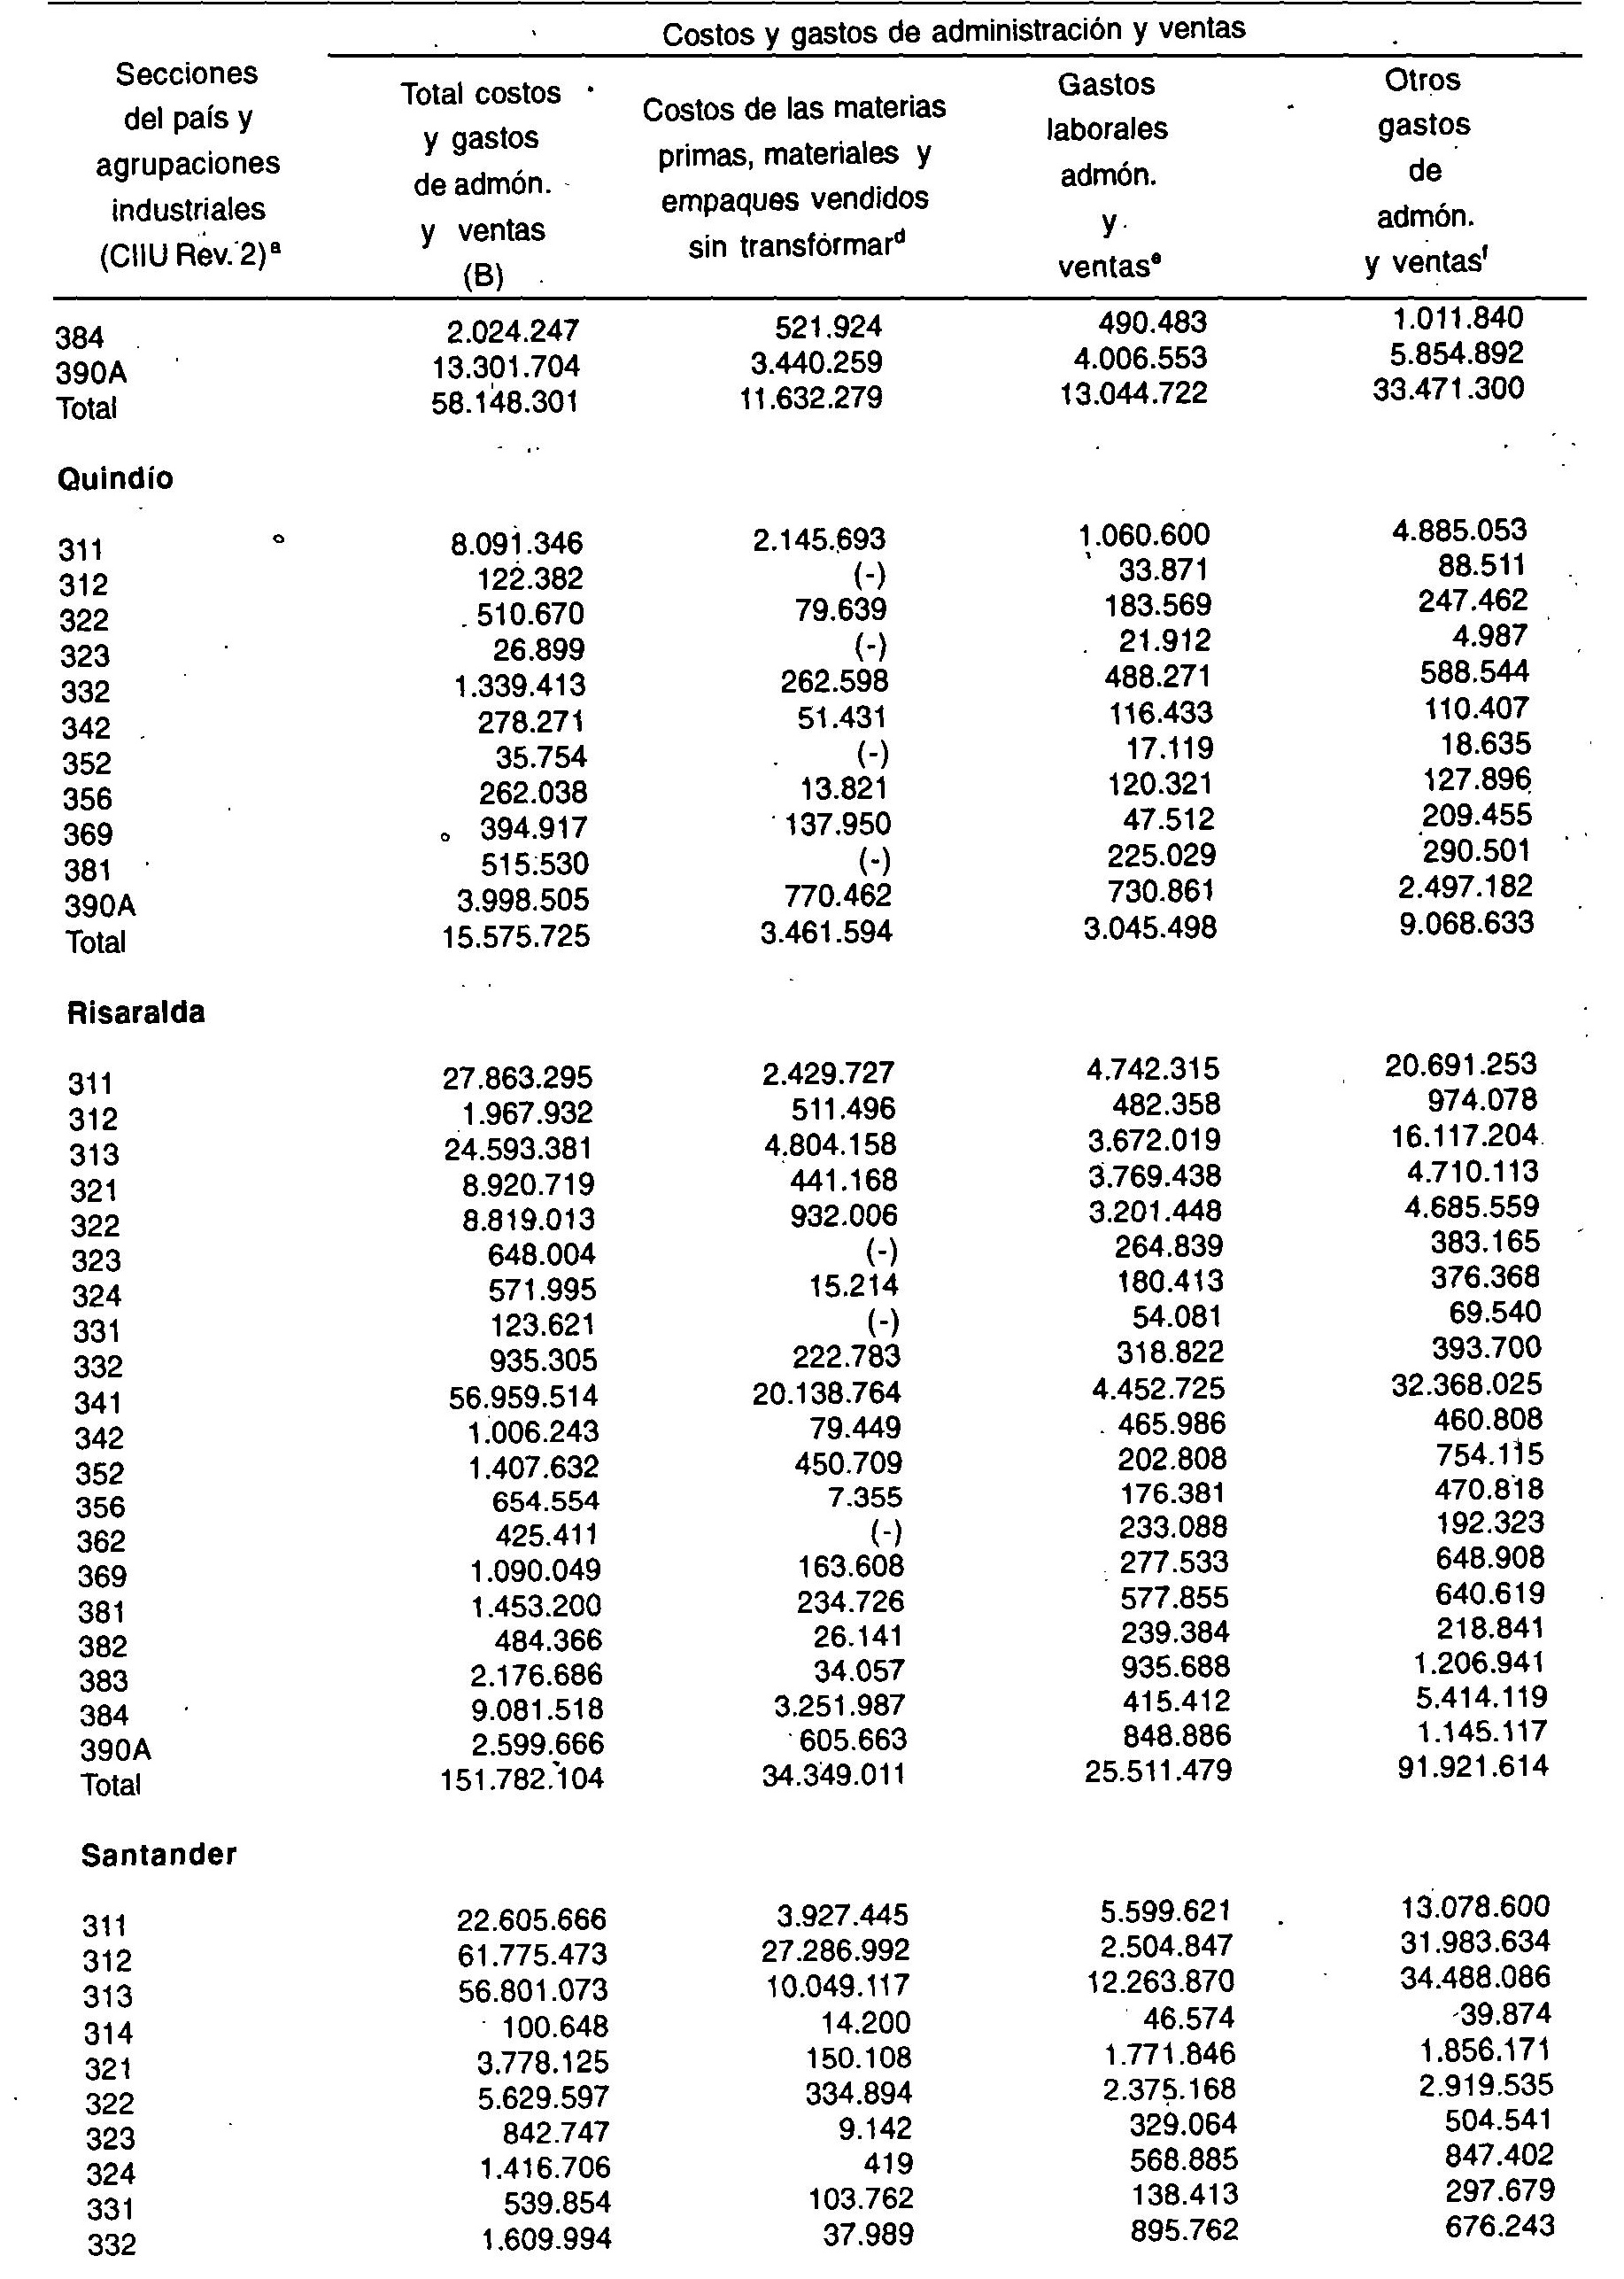 Costos y gastos de administración y ventas
Secciones del país y agrupaciones industriales (CIIU Rev. 2)ª
Total costos y gastos de admón. y ventas (B)
Costos de las materias primas, materiales y empaques vendidos sin transformarᵈ
Gastos laborales admón. y ventasᵉ
Otros gastos de admón. y ventasᶠ
384 2.024.247 521.924 490.483 1.011.840
390A 13.301.704 3.440.259 4.006.553 5.854.892
Total 58.148.301 11.632.279 13.044.722 33.471.300
Quindío
311 8.091.346 2.145.693 1.060.600 4.885.053
312 122.382 (-) 33.871 88.511
322 510.670 79.639 183.569 247.462
323 26.899 (-) 21.912 4.987
332 1.339.413 262.598 488.271 588.544
342 278.271 51.431 116.433 110.407
352 35.754 (-) 17.119 18.635
356 262.038 13.821 120.321 127.896
369 394.917 137.950 47.512 209.455
381 515.530 (-) 225.029 290.501
390A 3.998.505 770.462 730.861 2.497.182
Total 15.575.725 3.461.594 3.045.498 9.068.633
Risaralda
311 27.863.295 2.429.727 4.742.315 20.691.253
312 1.967.932 511.496 482.358 974.078
313 24.593.381 4.804.158 3.672.019 16.117.204
321 8.920.719 441.168 3.769.438 4.710.113
322 8.819.013 932.006 3.201.448 4.685.559
323 648.004 (-) 264.839 383.165
324 571.995 15.214 180.413 376.368
331 123.621 (-) 54.081 69.540
332 935.305 222.783 318.822 393.700
341 56.959.514 20.138.764 4.452.725 32.368.025
342 1.006.243 79.449 465.986 460.808
352 1.407.632 450.709 202.808 754.115
356 654.554 7.355 176.381 470.818
362 425.411 (-) 233.088 192.323
369 1.090.049 163.608 277.533 648.908
381 1.453.200 234.726 577.855 640.619
382 484.366 26.141 239.384 218.841
383 2.176.686 34.057 935.688 1.206.941
384 9.081.518 3.251.987 415.412 5.414.119
390A 2.599.666 605.663 848.886 1.145.117
Total 151.782.104 34.349.011 25.511.479 91.921.614
Santander
311 22.605.666 3.927.445 5.599.621 13.078.600
312 61.775.473 27.286.992 2.504.847 31.983.634
313 56.801.073 10.049.117 12.263.870 34.488.086
314 100.648 14.200 46.574 39.874
321 3.778.125 150.108 1.771.846 1.856.171
322 5.629.597 334.894 2.375.168 2.919.535
323 842.747 9.142 329.064 504.541
324 1.416.706 419 568.885 847.402
331 539.854 103.762 138.413 297.679
332 1.609.994 37.989 895.762 676.243